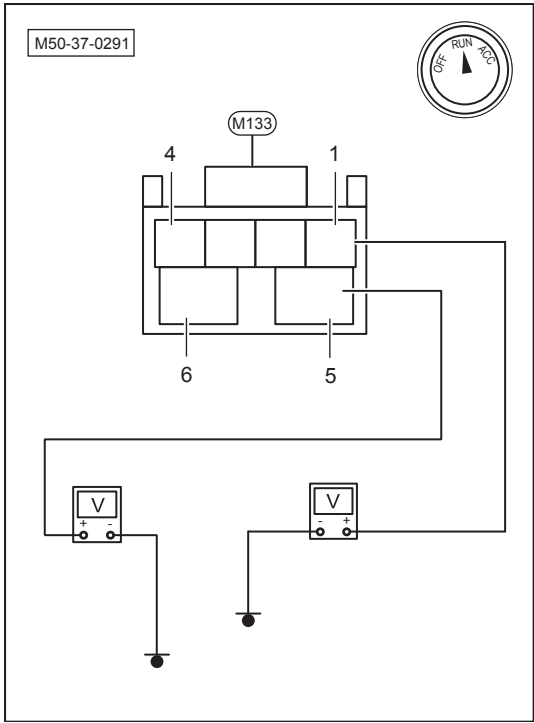 M50-37-0291
OFF RUN ACC
M133
4 1
6 5
V
+ -
V
- +